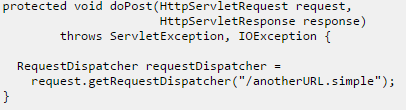 protected void doPost(HttpServletRequest request,
                      HttpServletResponse response)
        throws ServletException, IOException {

  RequestDispatcher requestDispatcher =
    request.getRequestDispatcher("/anotherURL.simple");
}